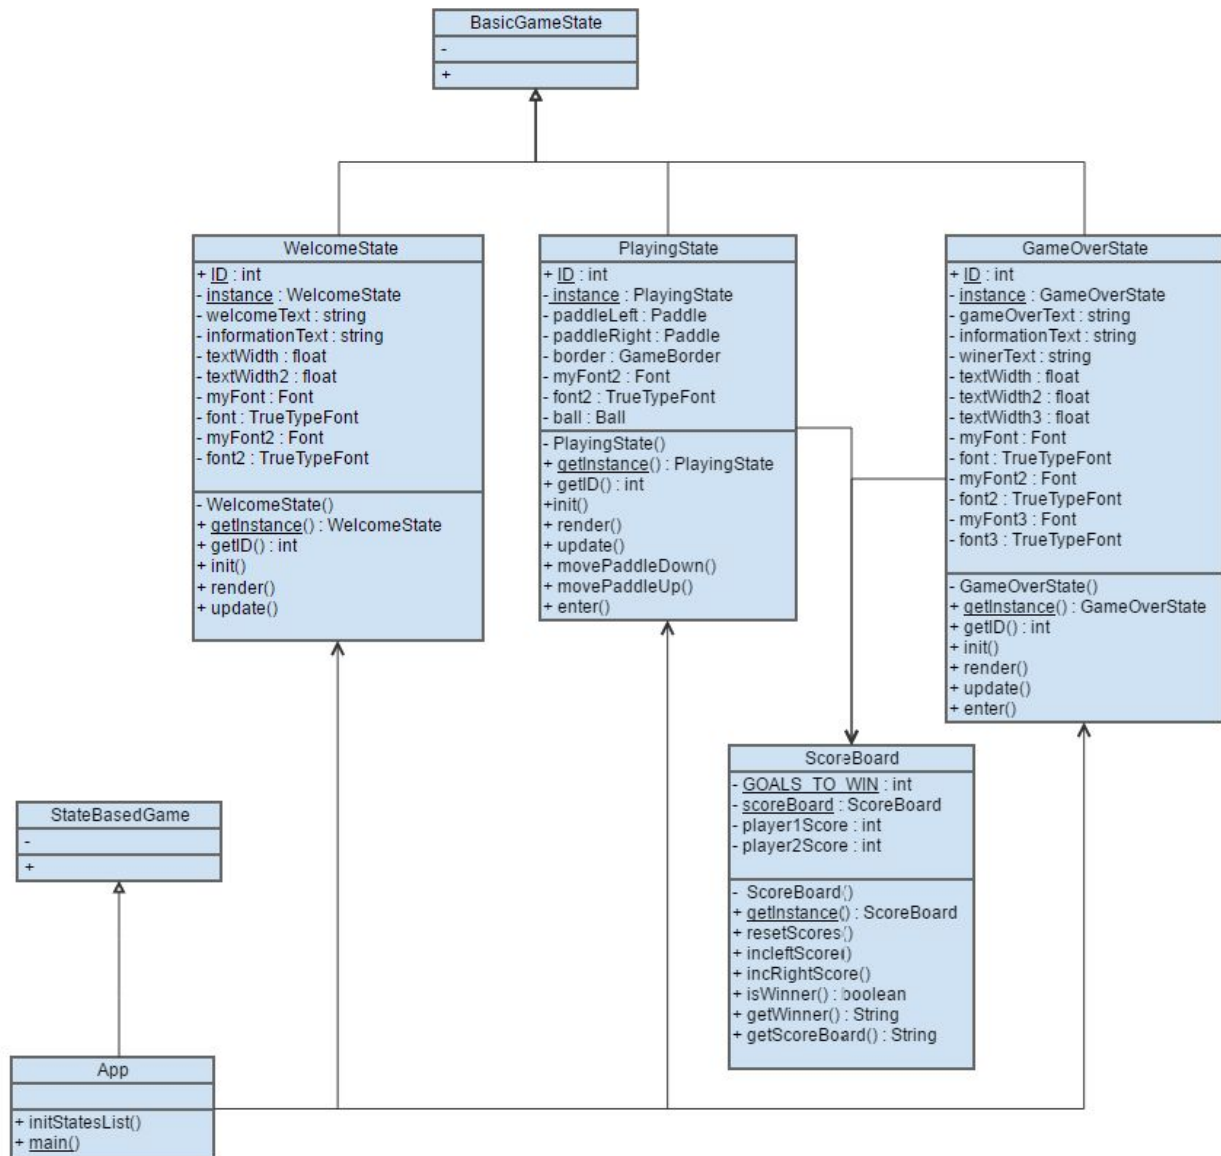 BasicGameState
-
+
WelcomeState
+ ID : int
- instance : WelcomeState
- welcomeText : string
- informationText : string
- textWidth : float
- textWidth2 : float
- myFont : Font
- font : TrueTypeFont
- myFont2 : Font
- font2 : TrueTypeFont
- WelcomeState()
+ getInstance() : WelcomeState
+ getID() : int
+ init()
+ render()
+ update()
PlayingState
+ ID : int
- instance : PlayingState
- paddleLeft : Paddle
- paddleRight : Paddle
- border : GameBorder
- myFont2 : Font
- font2 : TrueTypeFont
- ball : Ball
- PlayingState()
+ getInstance() : PlayingState
+ getID() : int
+init()
+ render()
+ update()
+ movePaddleDown()
+ movePaddleUp()
+ enter()
GameOverState
+ ID : int
- instance : GameOverState
- gameOverText : string
- informationText : string
- winerText : string
- textWidth : float
- textWidth2 : float
- textWidth3 : float
- myFont : Font
- font : TrueTypeFont
- myFont2 : Font
- font2 : TrueTypeFont
- myFont3 : Font
- font3 : TrueTypeFont
- GameOverState()
+ getInstance() : GameOverState
+ getID() : int
+ init()
+ render()
+ update()
+ enter()
ScoreBoard
- GOALS_TO_WIN : int
- scoreBoard : ScoreBoard
- player1Score : int
- player2Score : int
- ScoreBoard()
+ getInstance() : ScoreBoard
+ resetScores()
+ incleftScore()
+ incRightScore()
+ isWinner() : boolean
+ getWinner() : String
+ getScoreBoard() : String
StateBasedGame
-
+
App
+ initStatesList()
+ main()